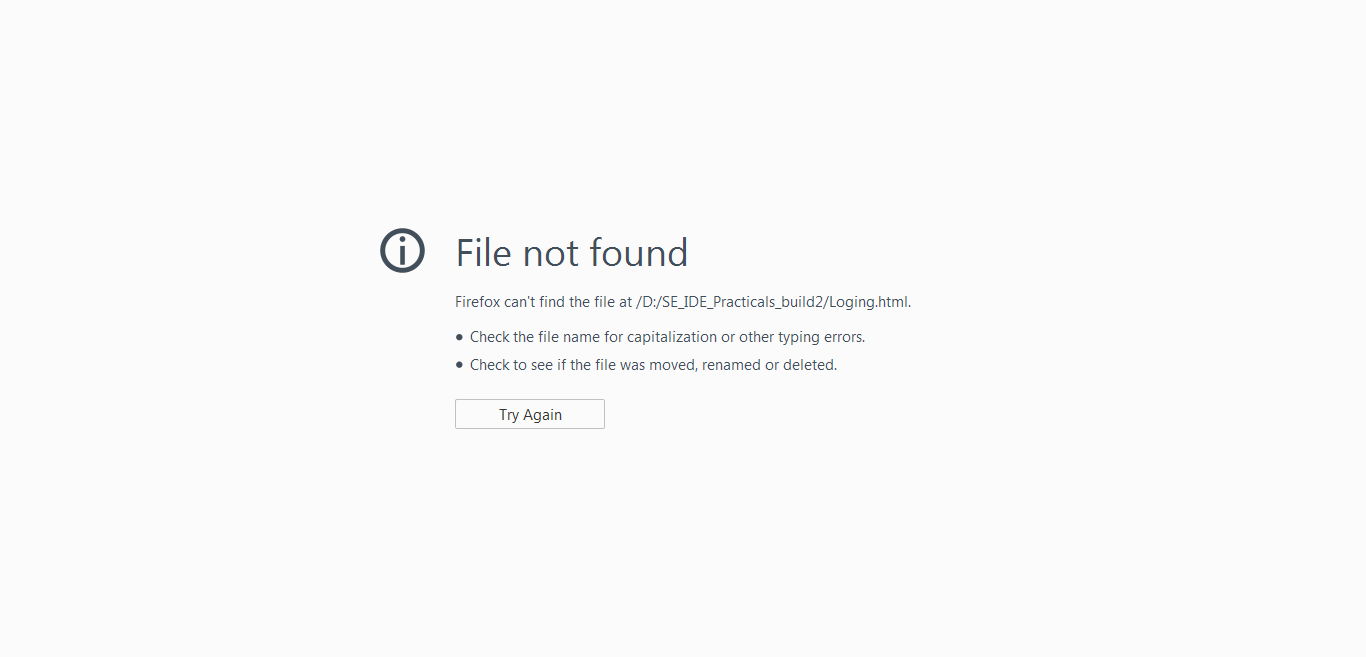 File not found
Firefox can't find the file at /D:/SE_IDE_Practicals_build2/Loging.html.
• Check the file name for capitalization or other typing errors.
• Check to see if the file was moved, renamed or deleted.
Try Again